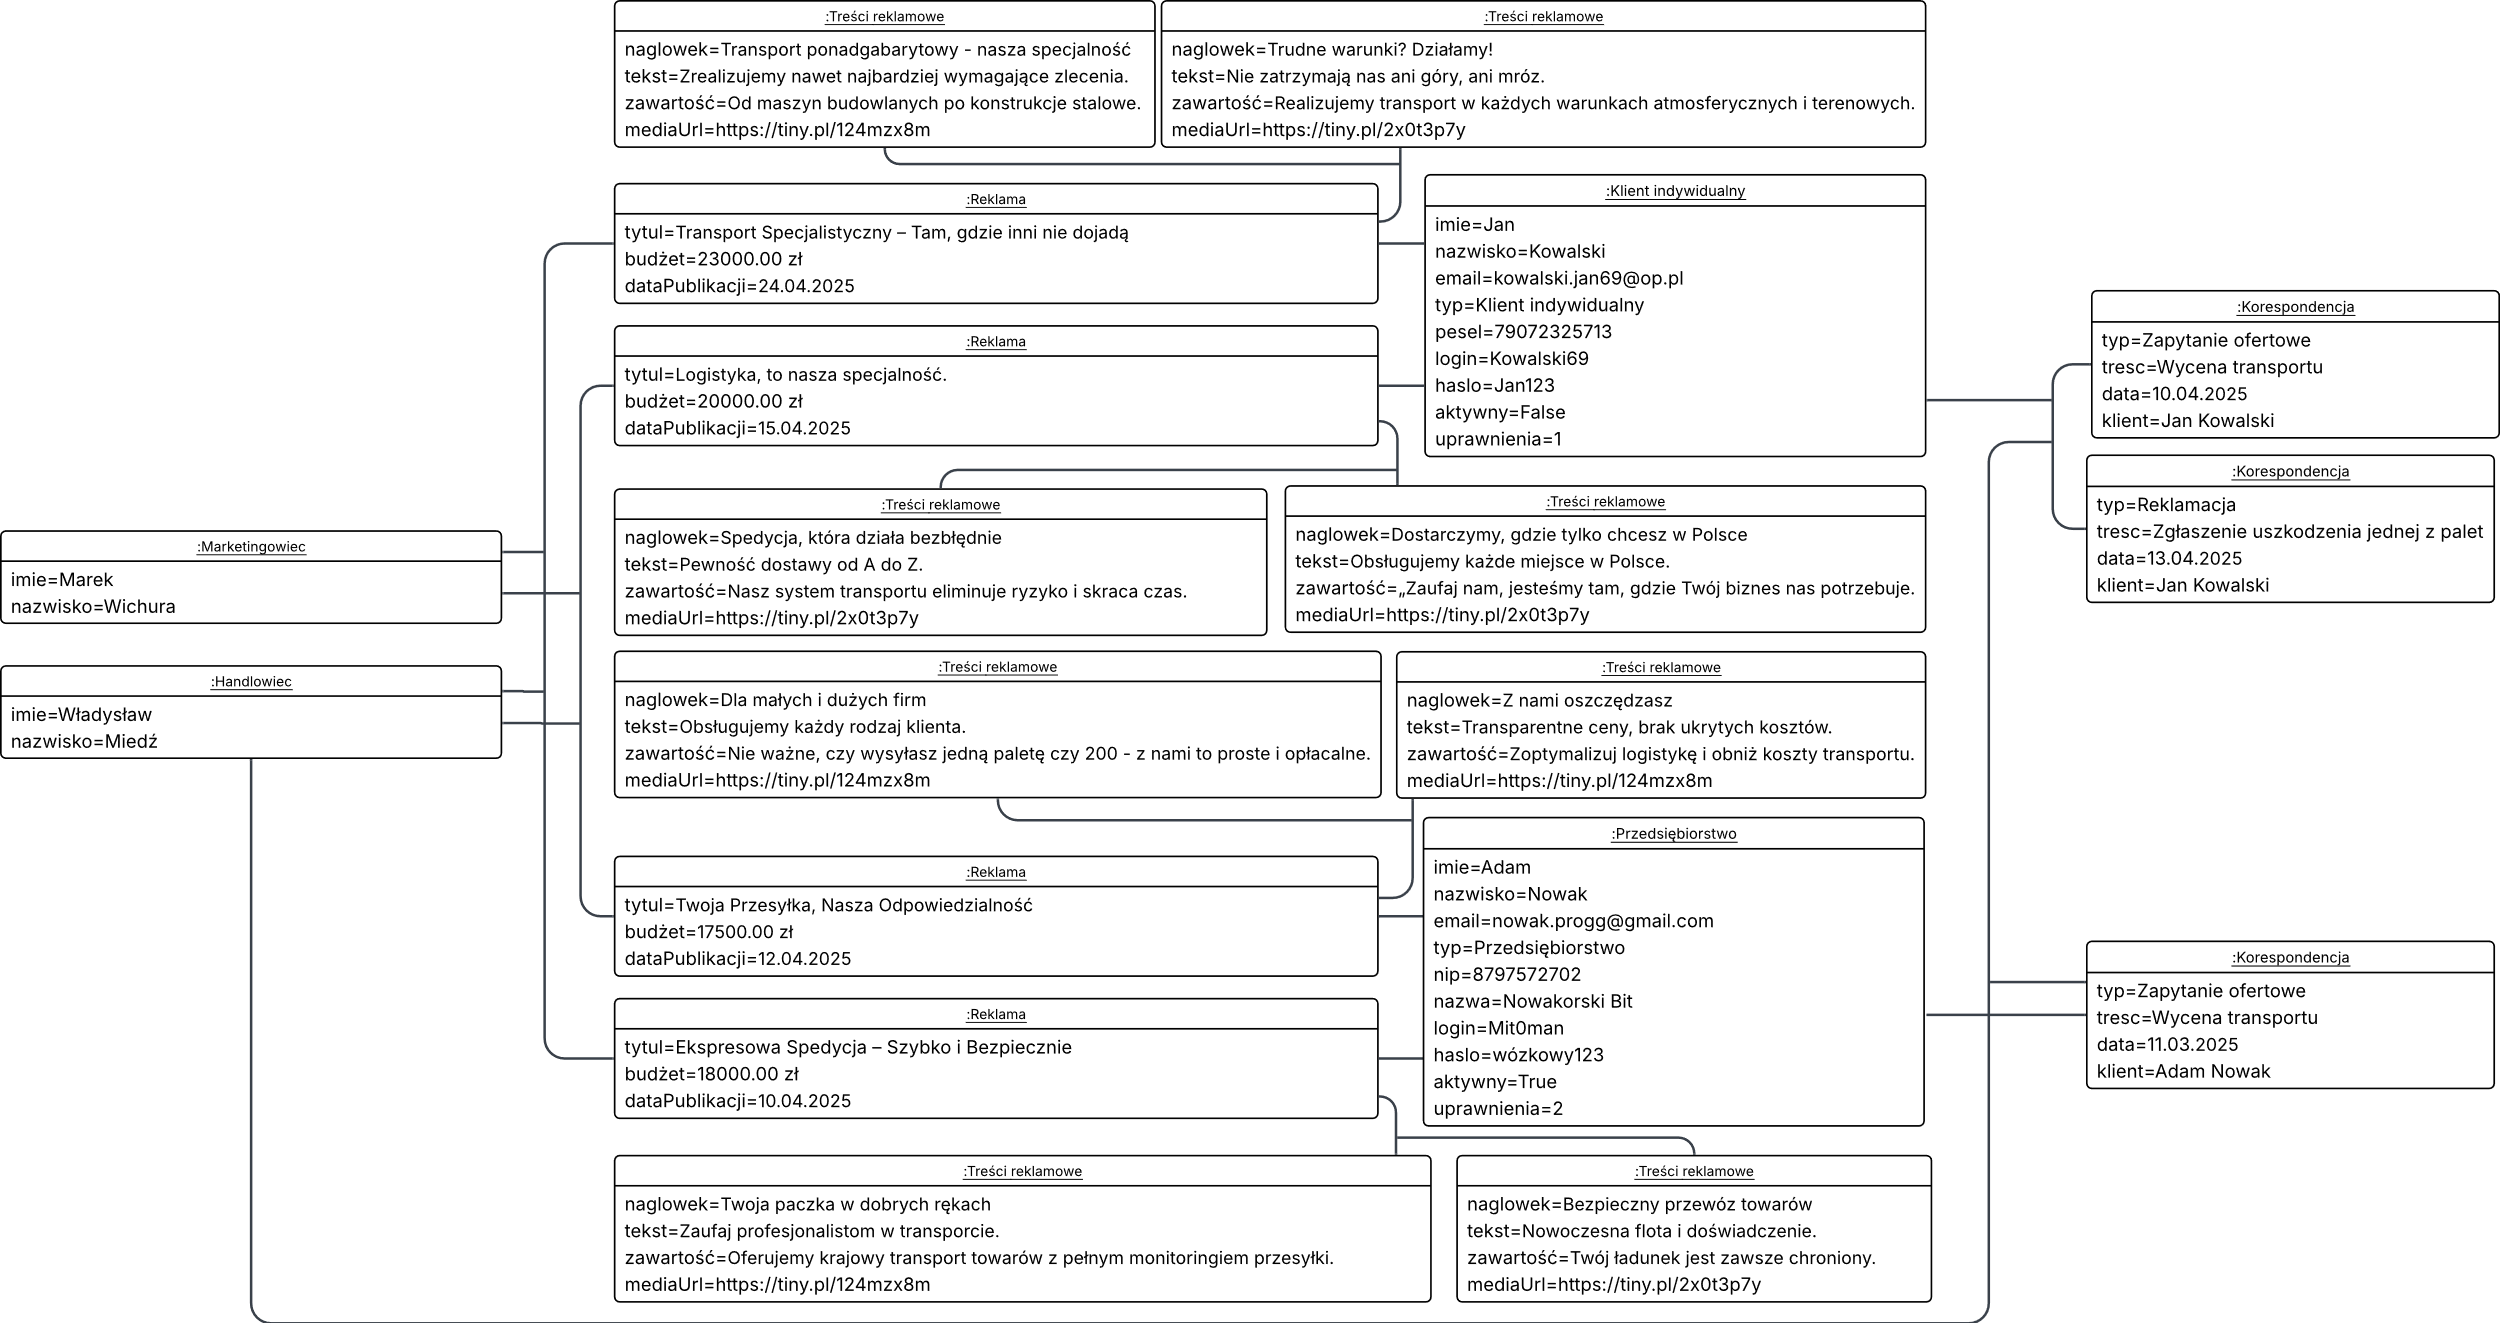 :Treści reklamowe
naglowek=Transport ponadgabarytowy - nasza specjalność
tekst=Zrealizujemy nawet najbardziej wymagające zlecenia.
zawartość=Od maszyn budowlanych po konstrukcje stalowe.
mediaUrl=https://tiny.pl/124mzx8m
:Treści reklamowe
naglowek=Trudne warunki? Działamy!
tekst=Nie zatrzymają nas ani góry, ani mróz.
zawartość=Realizujemy transport w każdych warunkach atmosferycznych i terenowych.
mediaUrl=https://tiny.pl/2x0t3p7y
:Reklama
tytul=Transport Specjalistyczny – Tam, gdzie inni nie dojadą
budżet=23000.00 zł
dataPublikacji=24.04.2025
:Klient indywidualny
imie=Jan
nazwisko=Kowalski
email=kowalski.jan69@op.pl
typ=Klient indywidualny
pesel=79072325713
login=Kowalski69
haslo=Jan123
aktywny=False
uprawnienia=1
:Reklama
tytul=Logistyka, to nasza specjalność.
budżet=20000.00 zł
dataPublikacji=15.04.2025
:Korespondencja
typ=Zapytanie ofertowe
tresc=Wycena transportu
data=10.04.2025
klient=Jan Kowalski
:Korespondencja
typ=Reklamacja
tresc=Zgłaszenie uszkodzenia jednej z palet
data=13.04.2025
klient=Jan Kowalski
:Treści reklamowe
naglowek=Spedycja, która działa bezbłędnie
tekst=Pewność dostawy od A do Z.
zawartość=Nasz system transportu eliminuje ryzyko i skraca czas.
mediaUrl=https://tiny.pl/2x0t3p7y
:Treści reklamowe
naglowek=Dostarczymy, gdzie tylko chcesz w Polsce
tekst=Obsługujemy każde miejsce w Polsce.
zawartość=„Zaufaj nam, jesteśmy tam, gdzie Twój biznes nas potrzebuje.
mediaUrl=https://tiny.pl/2x0t3p7y
:Marketingowiec
imie=Marek
nazwisko=Wichura
:Handlowiec
imie=Władysław
nazwisko=Miedź
:Treści reklamowe
naglowek=Dla małych i dużych firm
tekst=Obsługujemy każdy rodzaj klienta.
zawartość=Nie ważne, czy wysyłasz jedną paletę czy 200 - z nami to proste i opłacalne.
mediaUrl=https://tiny.pl/124mzx8m
:Treści reklamowe
naglowek=Z nami oszczędzasz
tekst=Transparentne ceny, brak ukrytych kosztów.
zawartość=Zoptymalizuj logistykę i obniż koszty transportu.
mediaUrl=https://tiny.pl/124mzx8m
:Reklama
tytul=Twoja Przesyłka, Nasza Odpowiedzialność
budżet=17500.00 zł
dataPublikacji=12.04.2025
:Przedsiębiorstwo
imie=Adam
nazwisko=Nowak
email=nowak.progg@gmail.com
typ=Przedsiębiorstwo
nip=8797572702
nazwa=Nowakorski Bit
login=Mit0man
haslo=wózkowy123
aktywny=True
uprawnienia=2
:Korespondencja
typ=Zapytanie ofertowe
tresc=Wycena transportu
data=11.03.2025
klient=Adam Nowak
:Reklama
tytul=Ekspresowa Spedycja – Szybko i Bezpiecznie
budżet=18000.00 zł
dataPublikacji=10.04.2025
:Treści reklamowe
naglowek=Twoja paczka w dobrych rękach
tekst=Zaufaj profesjonalistom w transporcie.
zawartość=Oferujemy krajowy transport towarów z pełnym monitoringiem przesyłki.
mediaUrl=https://tiny.pl/124mzx8m
:Treści reklamowe
naglowek=Bezpieczny przewóz towarów
tekst=Nowoczesna flota i doświadczenie.
zawartość=Twój ładunek jest zawsze chroniony.
mediaUrl=https://tiny.pl/2x0t3p7y